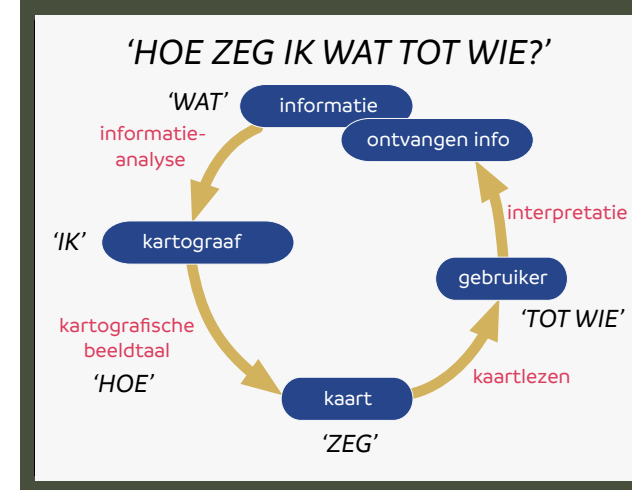 ‘HOE ZEG IK WAT TOT WIE?’
‘WAT’
informatie
ontvangen info
informatie-
analyse
interpretatie
‘IK’
kartograaf
gebruiker
‘TOT WIE’
kartografische
beeldtaal
‘HOE’
kaartlezen
kaart
‘ZEG’